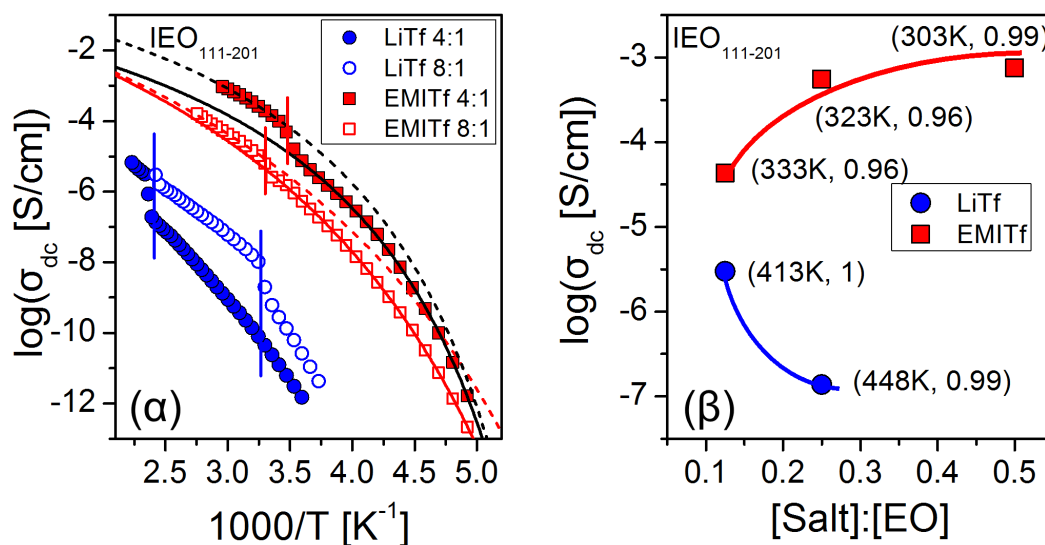 IEO111-201
LiTf 4:1
LiTf 8:1
EMITf 4:1
EMITf 8:1
log(σdc) [S/cm]
-2
-4
-6
-8
-10
-12
(α)
2.5 3.0 3.5 4.0 4.5 5.0
1000/T [K-1]
IEO111-201
(303K, 0.99)
(323K, 0.96)
(333K, 0.96)
LiTf
EMITf
(413K, 1)
(448K, 0.99)
log(σdc) [S/cm]
-3
-4
-5
-6
-7
(β)
0.1 0.2 0.3 0.4 0.5
[Salt]:[EO]